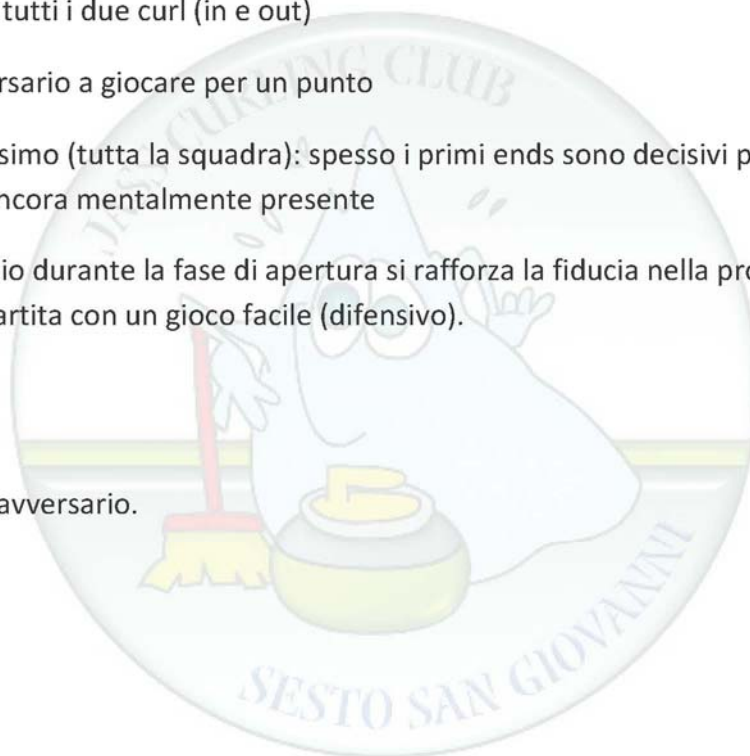 tutti i due curl (in e out)
rsario a giocare per un punto
simo (tutta la squadra): spesso i primi ends sono decisivi p
ncora mentalmente presente
io durante la fase di apertura si rafforza la fiducia nella pro
artita con un gioco facile (difensivo).
avversario.
JASS CURLING CLUB
SESTO SAN GIOVANNI